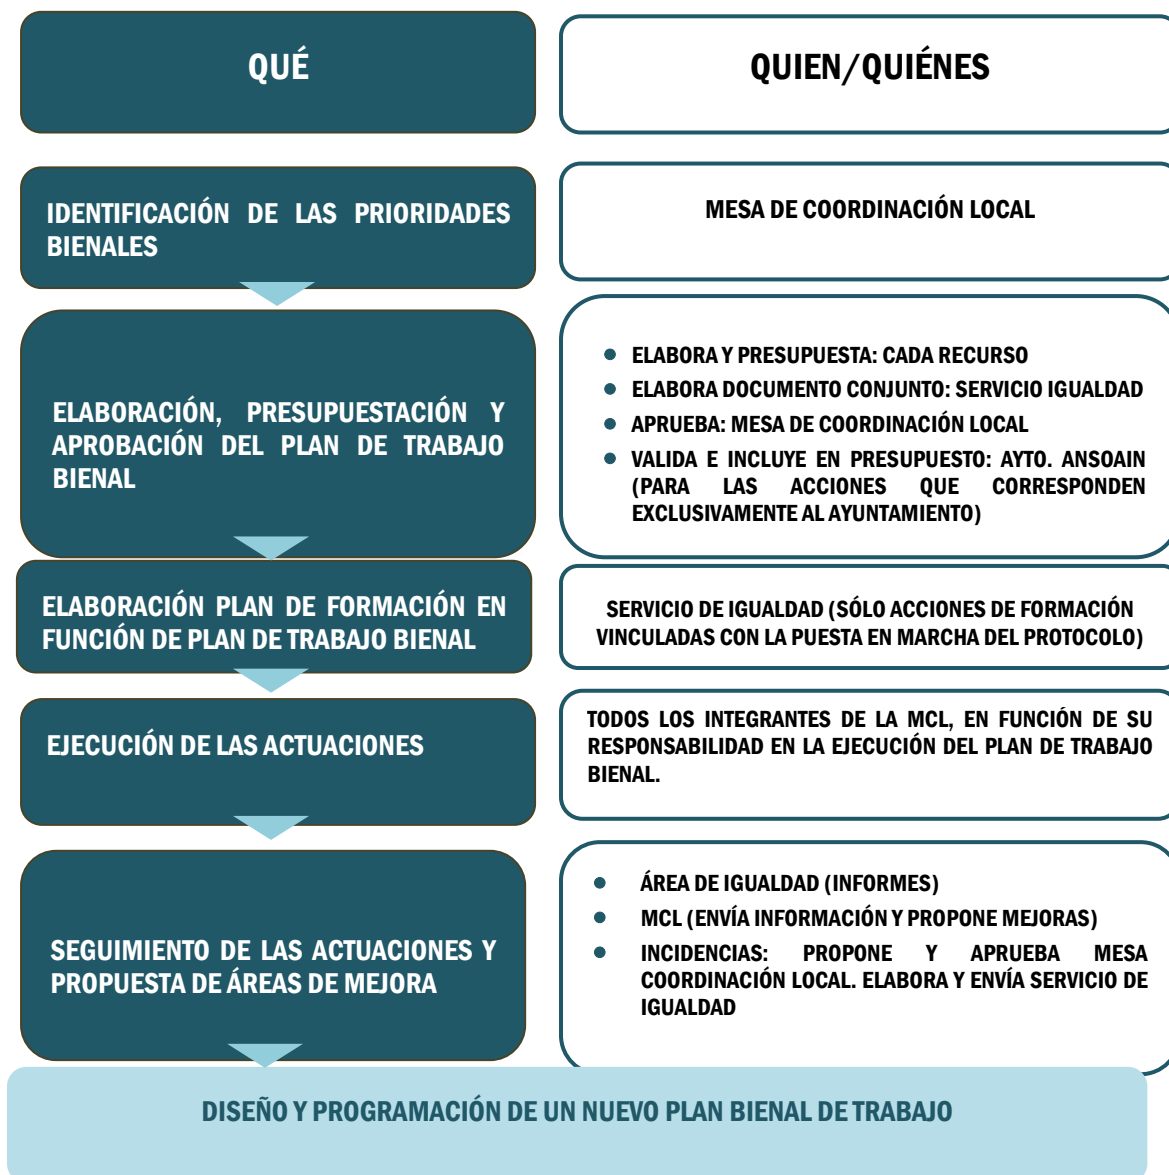 QUÉ
QUIEN/QUIÉNES
IDENTIFICACIÓN DE LAS PRIORIDADES
BIENALES
MESA DE COORDINACIÓN LOCAL
ELABORACIÓN, PRESUPUESTACIÓN Y
APROBACIÓN DEL PLAN DE TRABAJO
BIENAL
• ELABORA Y PRESUPUESTA: CADA RECURSO
• ELABORA DOCUMENTO CONJUNTO: SERVICIO IGUALDAD
• APRUEBA: MESA DE COORDINACIÓN LOCAL
• VALIDA E INCLUYE EN PRESUPUESTO: AYTO. ANSOAIN
(PARA LAS ACCIONES QUE CORRESPONDEN
EXCLUSIVAMENTE AL AYUNTAMIENTO)
ELABORACIÓN PLAN DE FORMACIÓN EN
FUNCIÓN DE PLAN DE TRABAJO BIENAL
SERVICIO DE IGUALDAD (SÓLO ACCIONES DE FORMACIÓN
VINCULADAS CON LA PUESTA EN MARCHA DEL PROTOCOLO)
EJECUCIÓN DE LAS ACTUACIONES
TODOS LOS INTEGRANTES DE LA MCL, EN FUNCIÓN DE SU
RESPONSABILIDAD EN LA EJECUCIÓN DEL PLAN DE TRABAJO
BIENAL.
SEGUIMIENTO DE LAS ACTUACIONES Y
PROPUESTA DE ÁREAS DE MEJORA
• ÁREA DE IGUALDAD (INFORMES)
• MCL (ENVÍA INFORMACIÓN Y PROPONE MEJORAS)
• INCIDENCIAS: PROPONE Y APRUEBA MESA
COORDINACIÓN LOCAL. ELABORA Y ENVÍA SERVICIO DE
IGUALDAD
DISEÑO Y PROGRAMACIÓN DE UN NUEVO PLAN BIENAL DE TRABAJO